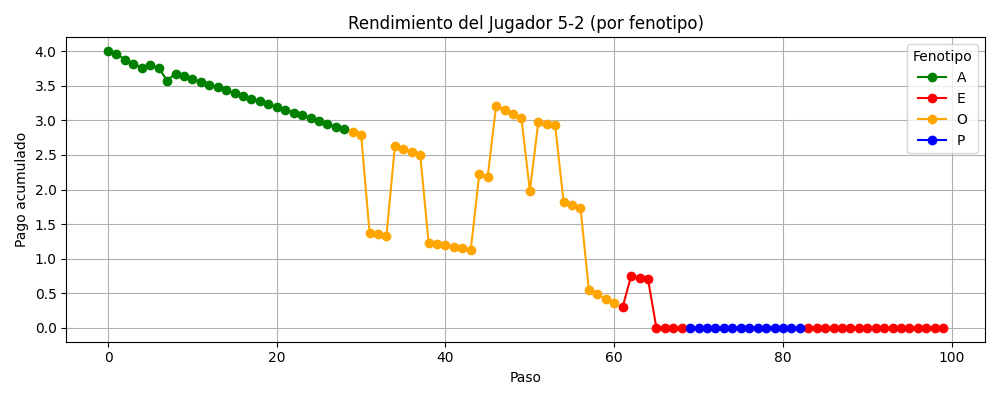 Rendimiento del Jugador 5-2 (por fenotipo)
Pago acumulado
4.0
3.5
3.0
2.5
2.0
1.5
1.0
0.5
0.0
Fenotipo
A
E
O
P
0 20 40 60 80 100
Paso